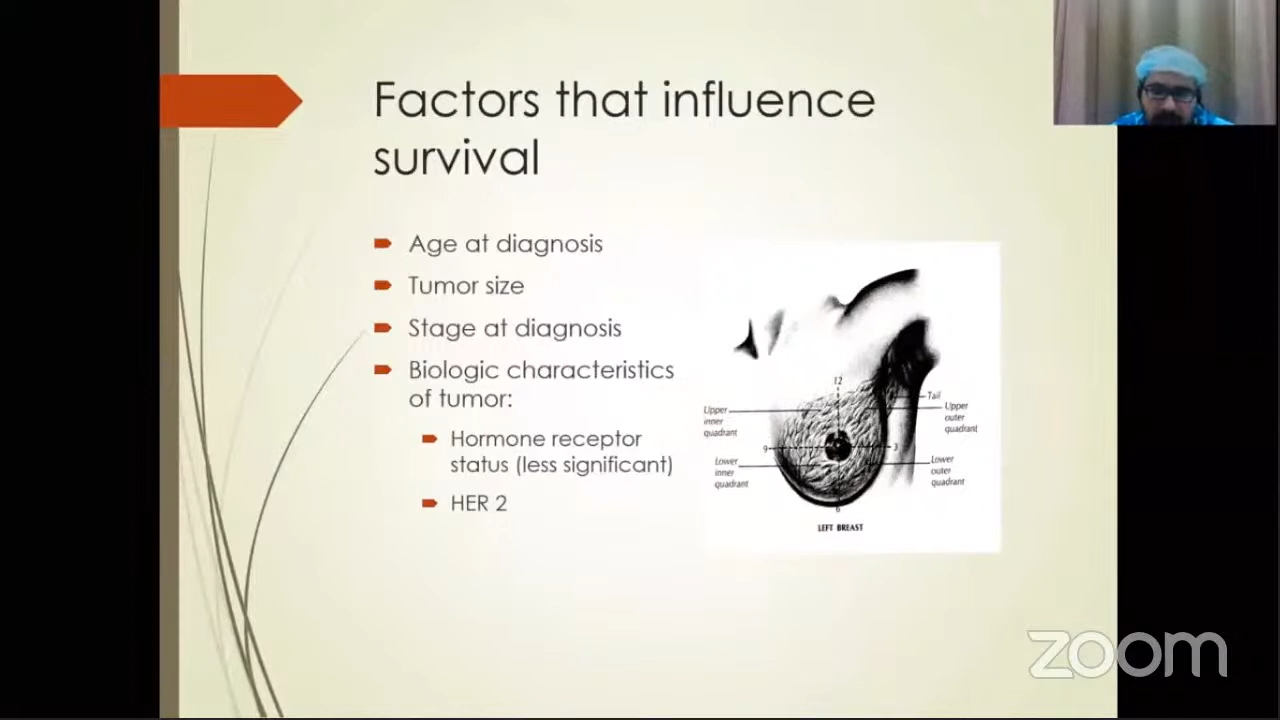 Factors that influence
survival
Age at diagnosis
Tumor size
Stage at diagnosis
Biologic characteristics
of tumor:
Hormone receptor
status (less significant)
HER 2
12
Tail
Upper
inner
quadrant
Upper
outer
quadrant
9
3
Lower
inner
quadrant
Lower
outer
quadrant
6
LEFT BREAST
zoom